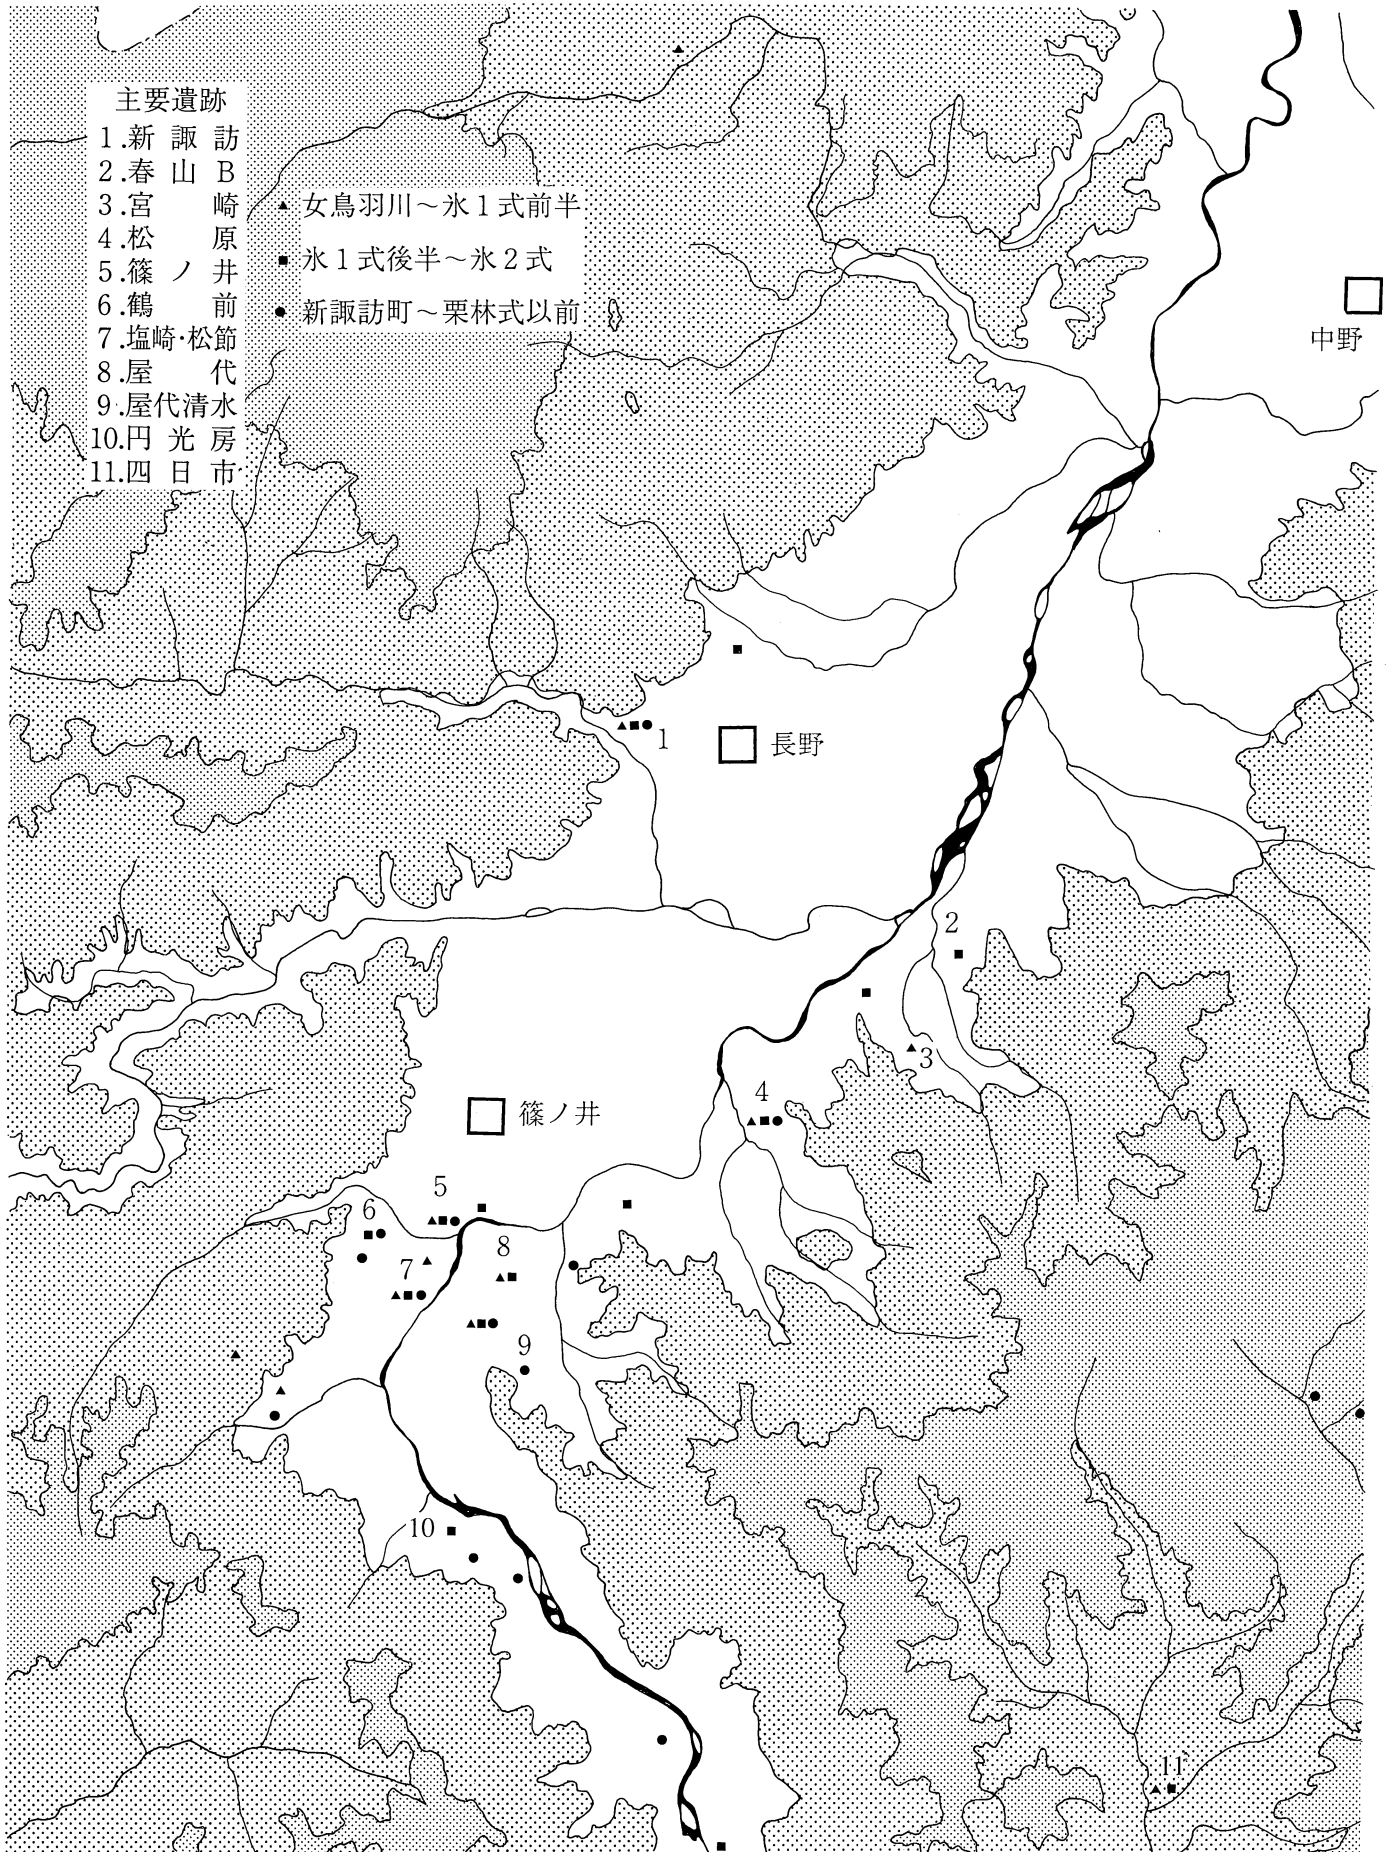 主要遺跡
1.新諏訪
2.春山B
3.宮崎
4.松原
5.篠ノ井
6.鶴前
7.塩崎・松節
8.屋代
9.屋代清水
10.円光房
11.四日市
▲ 女鳥羽川～氷1式前半
■ 氷1式後半～氷2式
● 新諏訪町～栗林式以前
中野
1
長野
2
3
4
篠ノ井
5
6
8
7
9
10
11